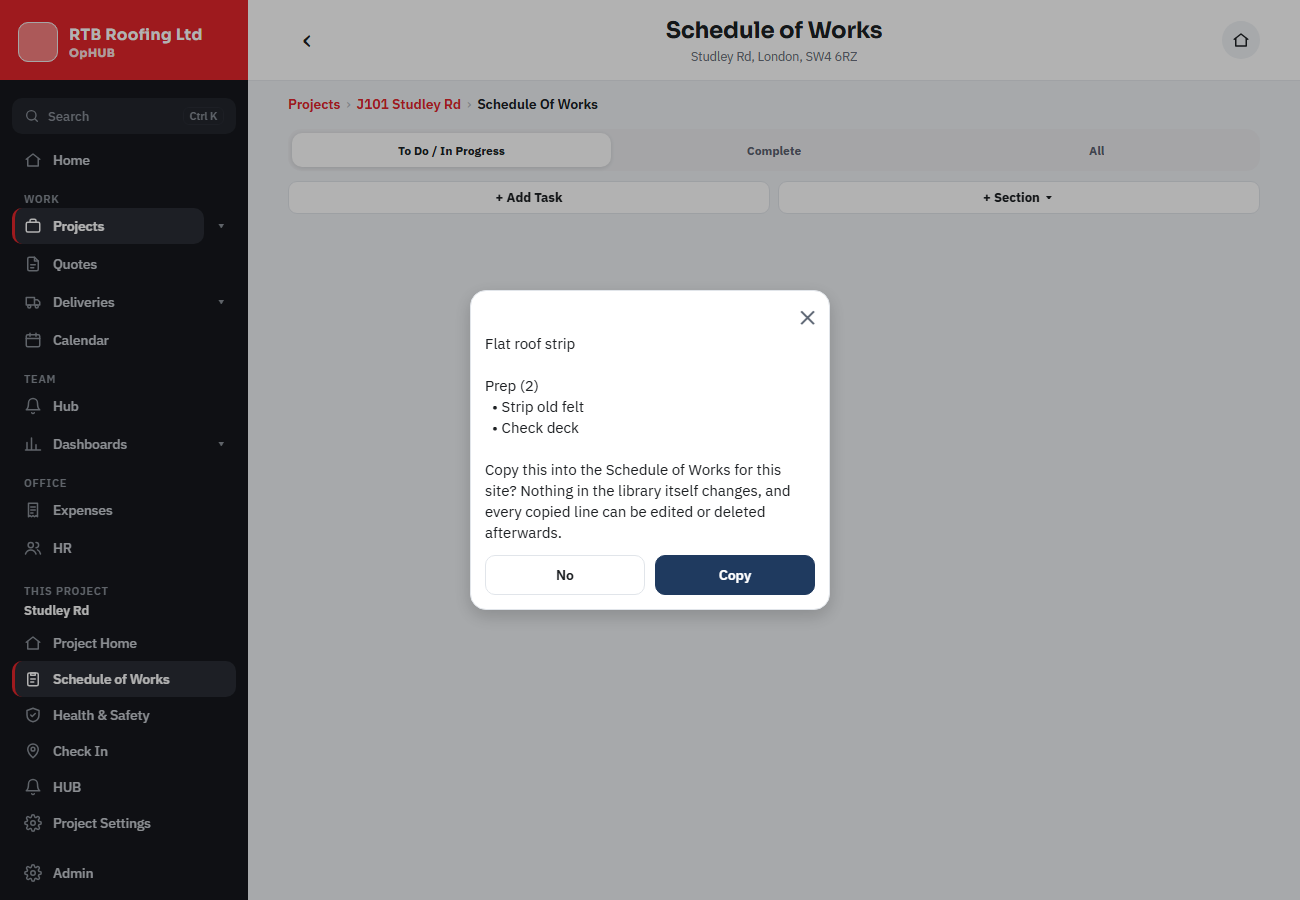 RTB Roofing Ltd
OpHUB
Search Ctrl K
Home
WORK
Projects
Quotes
Deliveries
Calendar
TEAM
Hub
Dashboards
OFFICE
Expenses
HR
THIS PROJECT
Studley Rd
Project Home
Schedule of Works
Health & Safety
Check In
HUB
Project Settings
Admin
Schedule of Works
Studley Rd, London, SW4 6RZ
Projects › J101 Studley Rd › Schedule Of Works
To Do / In Progress Complete All
+ Add Task + Section
Flat roof strip
Prep (2)
• Strip old felt
• Check deck
Copy this into the Schedule of Works for this
site? Nothing in the library itself changes, and
every copied line can be edited or deleted
afterwards.
No Copy